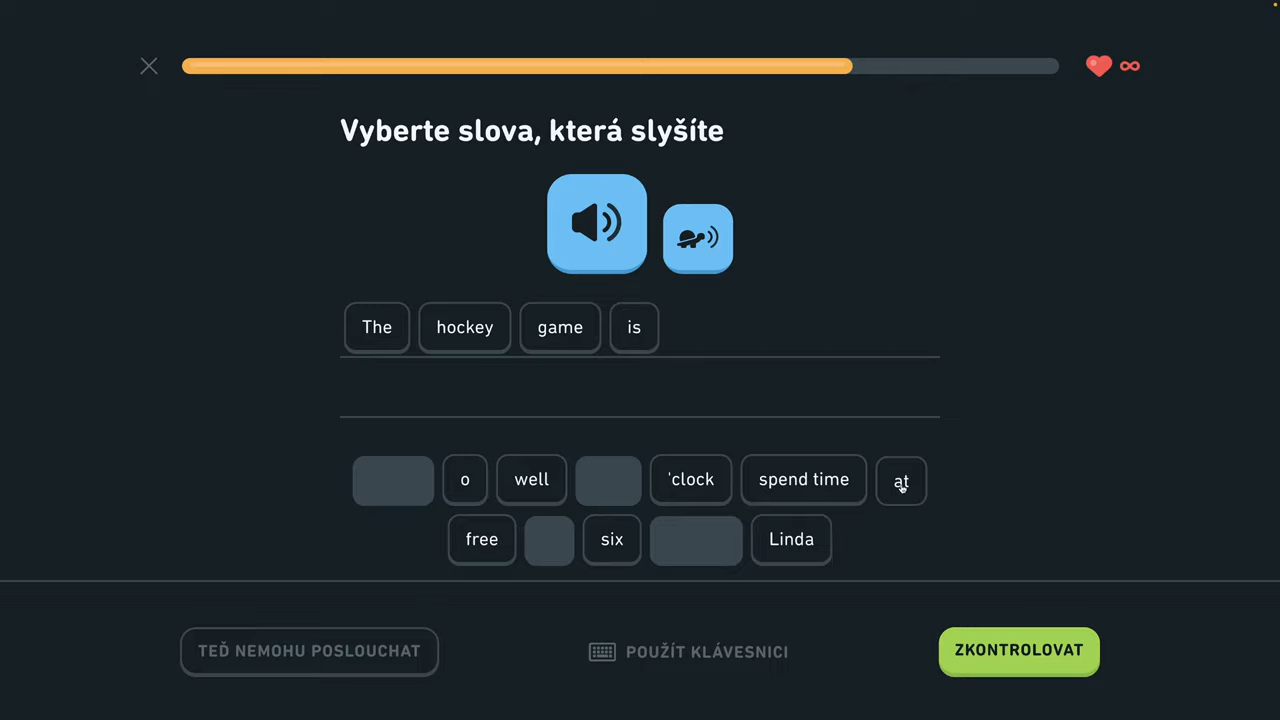 ∞
Vyberte slova, která slyšíte
The hockey game is
o well 'clock spend time at
free six Linda
TEĎ NEMOHU POSLOUCHAT POUŽÍT KLÁVESNICI ZKONTROLOVAT